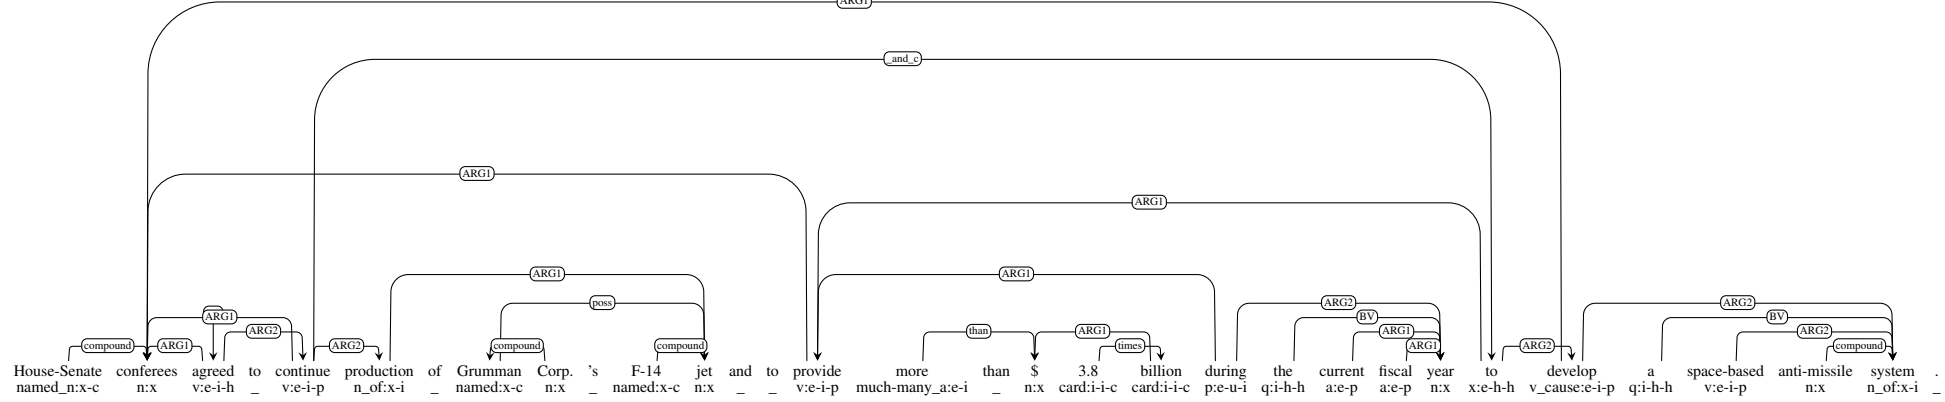 ARG1
_and_c
ARG1
ARG1
ARG1 ARG1
poss ARG2
ARG1 BV BV
ARG2 than ARG1 ARG1 ARG2
compound ARG1 ARG2 compound compound times ARG1 ARG2 compound
House-Senate conferees agreed to continue production of Grumman Corp. 's F-14 jet and to provide more than $ 3.8 billion during the current fiscal year to develop a space-based anti-missile system .
named_n:x-c n:x v:e-i-h _ v:e-i-p n_of:x-i _ named:x-c n:x _ named:x-c n:x _ _ v:e-i-p much-many_a:e-i _ n:x card:i-i-c card:i-i-c p:e-u-i q:i-h-h a:e-p a:e-p n:x x:e-h-h v_cause:e-i-p q:i-h-h v:e-i-p n:x n_of:x-i _